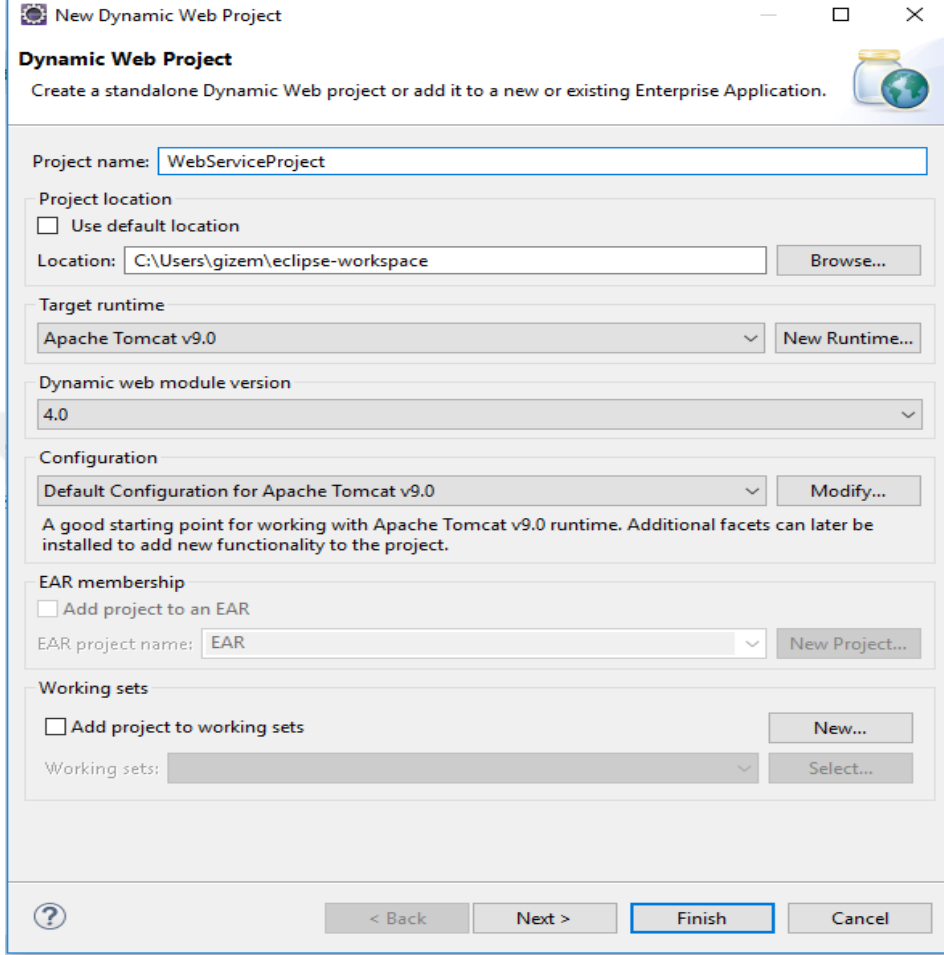 New Dynamic Web Project
Dynamic Web Project
Create a standalone Dynamic Web project or add it to a new or existing Enterprise Application.
Project name: WebServiceProject
Project location
Use default location
Location: C:\Users\gizem\eclipse-workspace Browse...
Target runtime
Apache Tomcat v9.0 New Runtime...
Dynamic web module version
4.0
Configuration
Default Configuration for Apache Tomcat v9.0 Modify...
A good starting point for working with Apache Tomcat v9.0 runtime. Additional facets can later be
installed to add new functionality to the project.
EAR membership
Add project to an EAR
EAR project name: EAR New Project...
Working sets
Add project to working sets New...
Working sets: Select...
? < Back Next > Finish Cancel